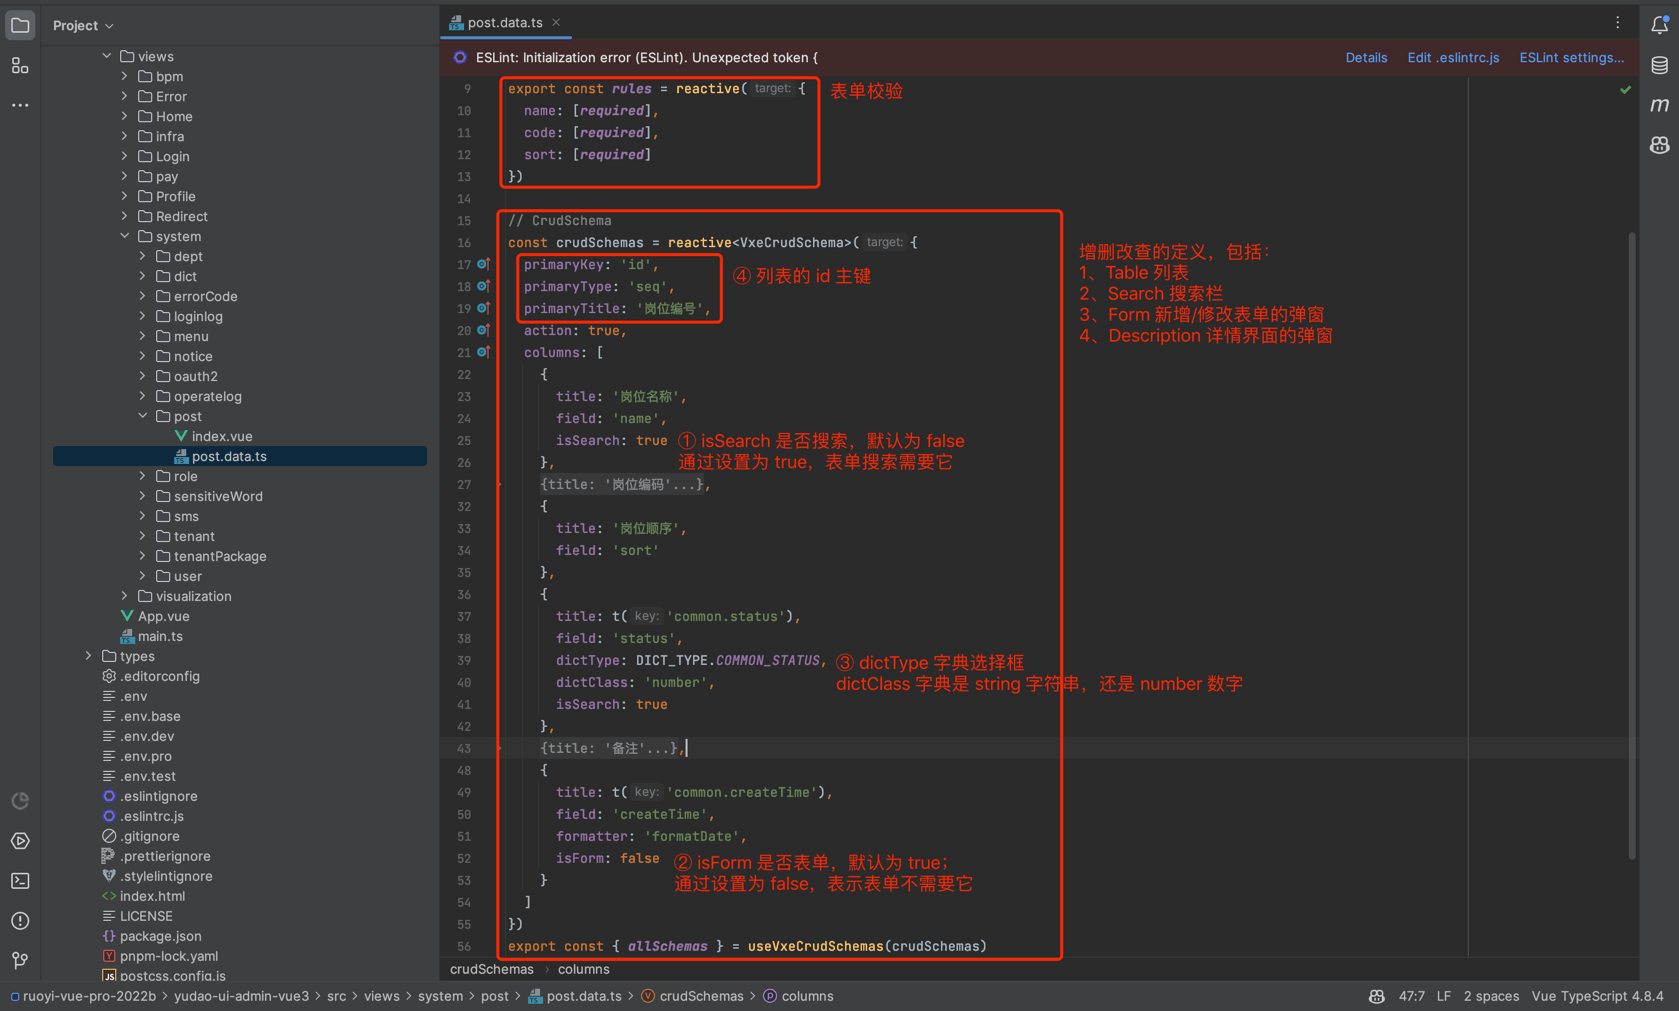 Project
views
bpm
Error
Home
infra
Login
pay
Profile
Redirect
system
dept
dict
errorCode
loginlog
menu
notice
oauth2
operatelog
post
index.vue
post.data.ts
role
sensitiveWord
sms
tenant
tenantPackage
user
visualization
App.vue
main.ts
types
.editorconfig
.env
.env.base
.env.dev
.env.pro
.env.test
.eslintignore
.eslintrc.js
.gitignore
.prettierignore
.stylelintignore
index.html
LICENSE
package.json
pnpm-lock.yaml
postcss.config.js
post.data.ts
ESLint: Initialization error (ESLint). Unexpected token {
Details Edit .eslintrc.js ESLint settings...
9 export const rules = reactive( target: {
表单校验
10 name: [required],
11 code: [required],
12 sort: [required]
13 })
14
15 // CrudSchema
16 const crudSchemas = reactive<VxeCrudSchema>( target: {
17 primaryKey: 'id',
18 primaryType: 'seq',
19 primaryTitle: '岗位编号',
④ 列表的 id 主键
增删改查的定义，包括：
1、Table 列表
2、Search 搜索栏
3、Form 新增/修改表单的弹窗
4、Description 详情界面的弹窗
20 action: true,
21 columns: [
22 {
23 title: '岗位名称',
24 field: 'name',
25 isSearch: true
① isSearch 是否搜索，默认为 false
通过设置为 true，表单搜索需要它
26 },
27 {title: '岗位编码'...},
32 {
33 title: '岗位顺序',
34 field: 'sort'
35 },
36 {
37 title: t( key: 'common.status'),
38 field: 'status',
39 dictType: DICT_TYPE.COMMON_STATUS,
40 dictClass: 'number',
③ dictType 字典选择框
dictClass 字典是 string 字符串，还是 number 数字
41 isSearch: true
42 },
43 {title: '备注'...},
48 {
49 title: t( key: 'common.createTime'),
50 field: 'createTime',
51 formatter: 'formatDate',
52 isForm: false
② isForm 是否表单，默认为 true；
通过设置为 false，表示表单不需要它
53 }
54 ]
55 })
56 export const { allSchemas } = useVxeCrudSchemas(crudSchemas)
crudSchemas › columns
ruoyi-vue-pro-2022b > yudao-ui-admin-vue3 > src > views > system > post > post.data.ts > crudSchemas > columns
47:7 LF 2 spaces Vue TypeScript 4.8.4